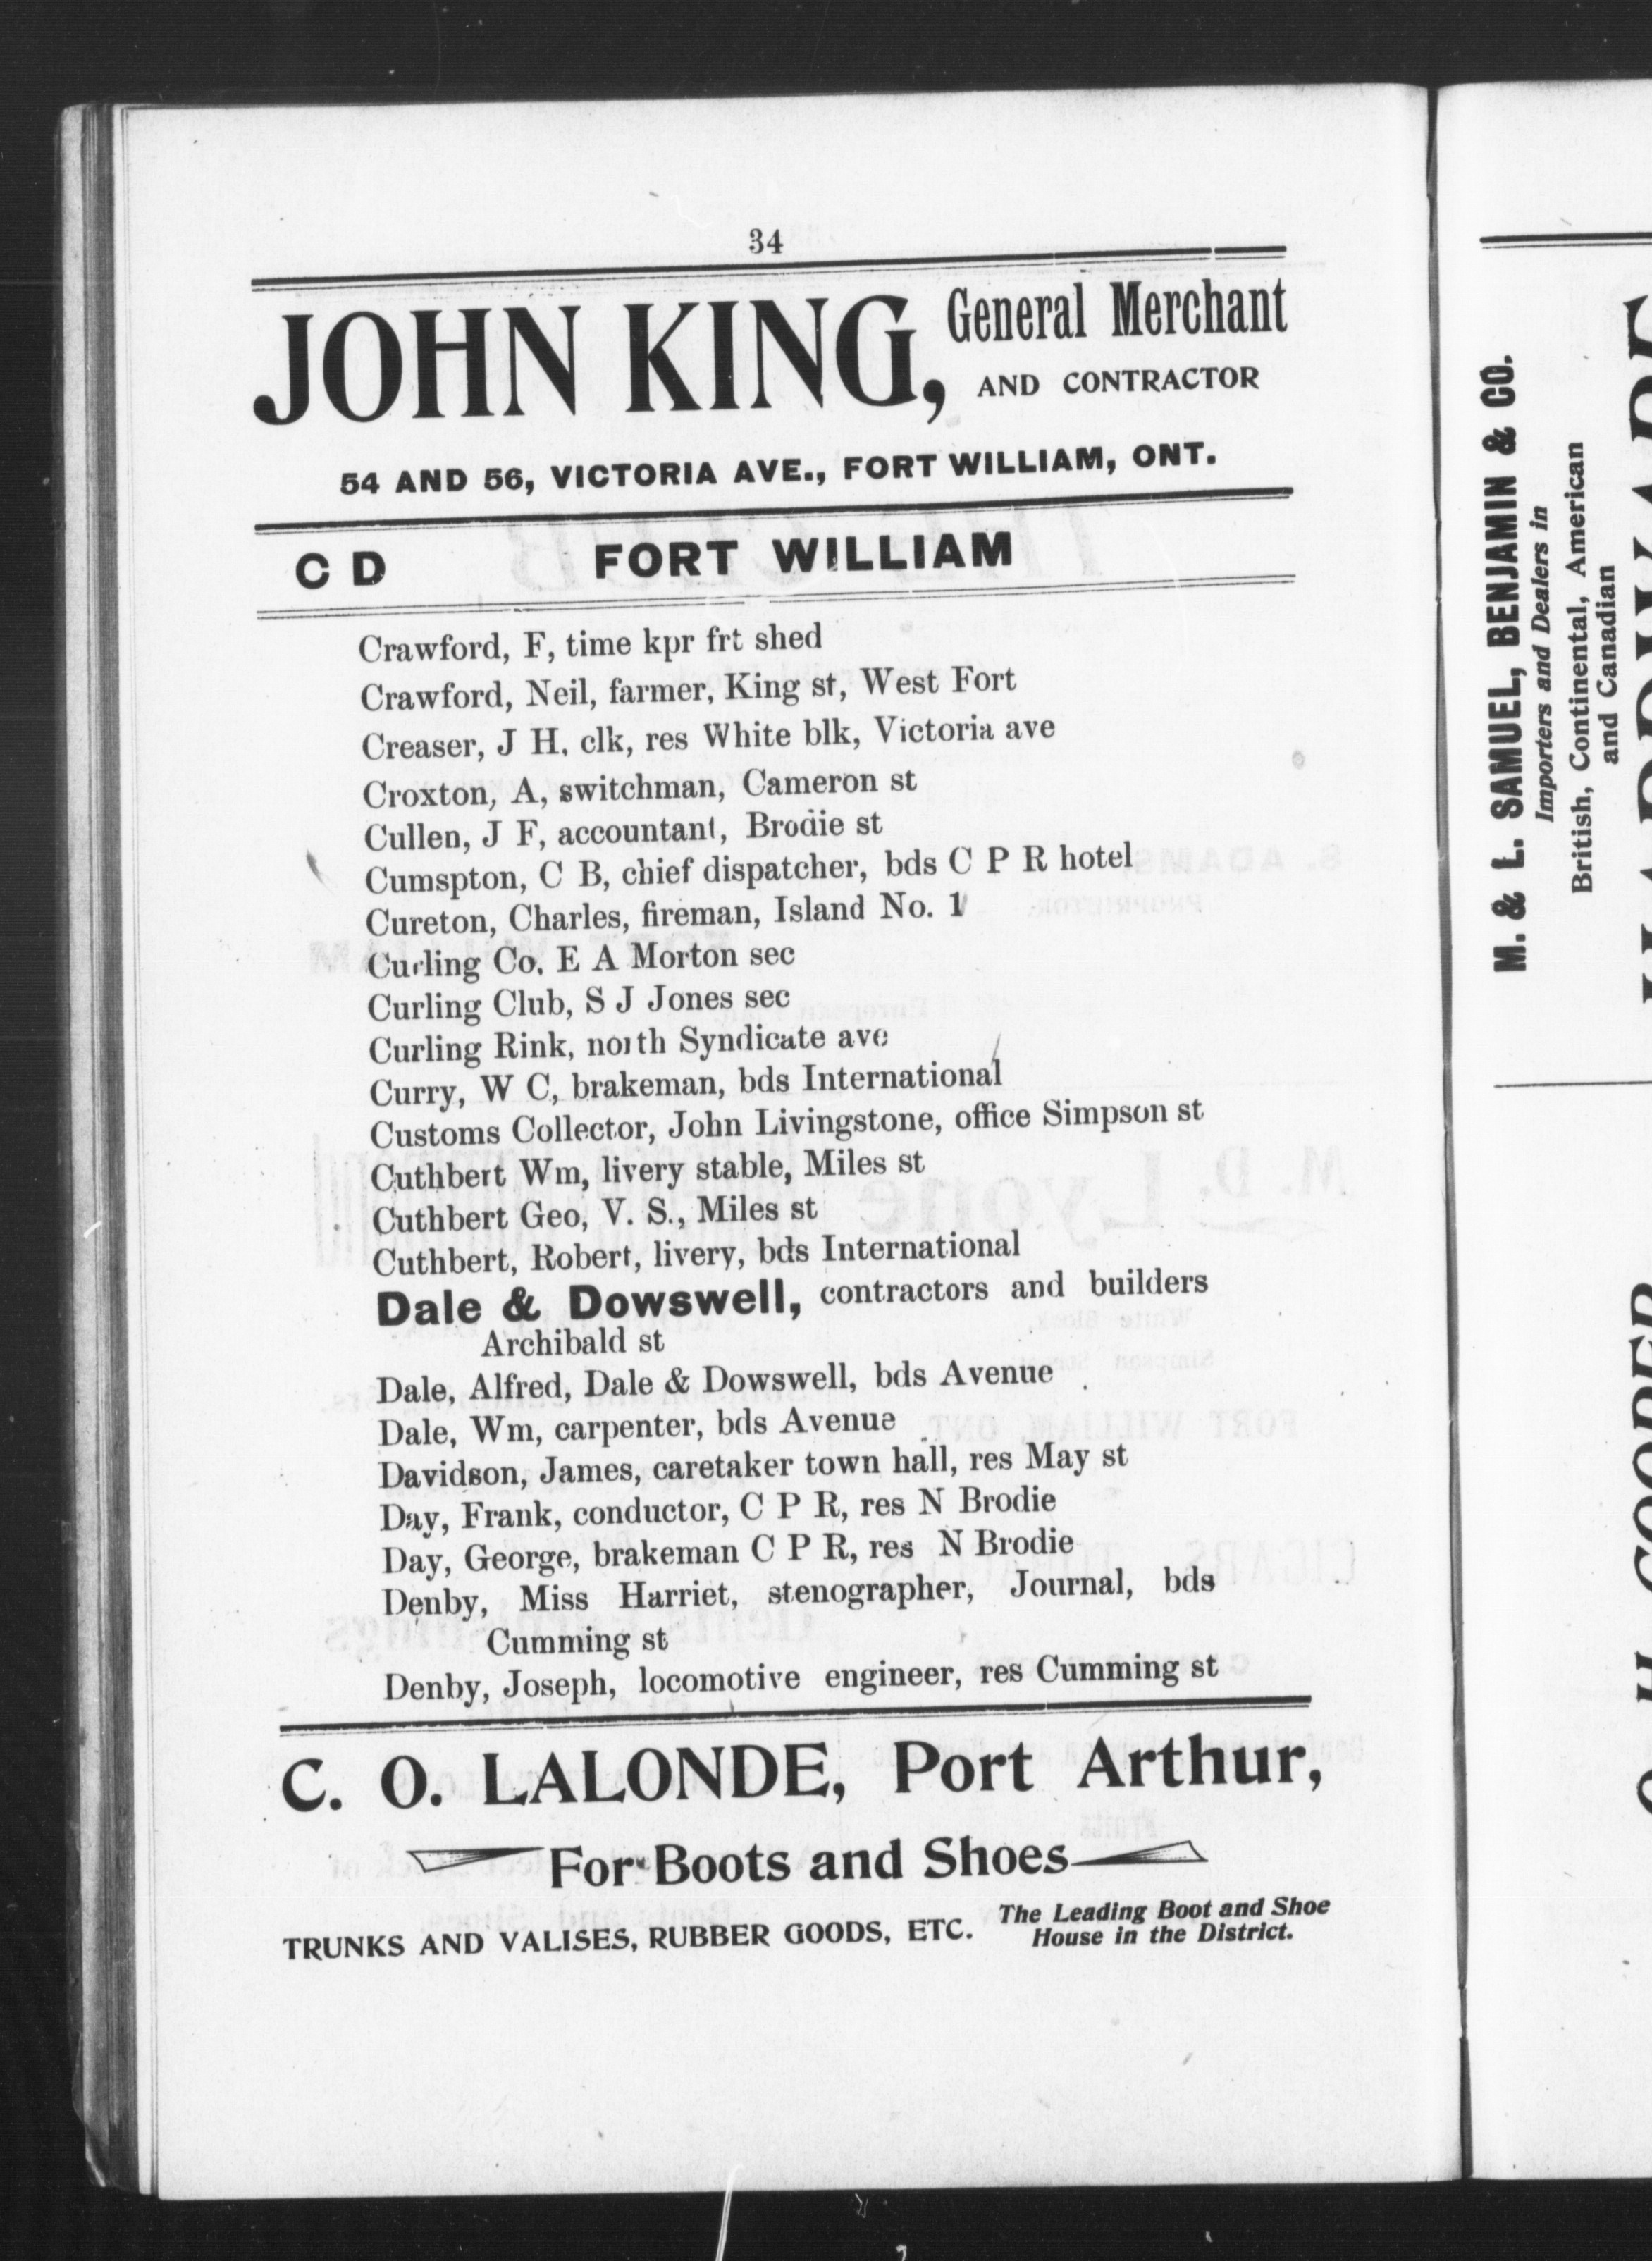 34
JOHN KING, General Merchant
AND CONTRACTOR
54 AND 56, VICTORIA AVE., FORT WILLIAM, ONT.
C D FORT WILLIAM
Crawford, F, time kpr frt shed
Crawford, Neil, farmer, King st, West Fort
Creaser, J H, clk, res White blk, Victoria ave
Croxton, A, switchman, Cameron st
Cullen, J F, accountant, Brodie st
Cumspton, C B, chief dispatcher, bds C P R hotel
Cureton, Charles, fireman, Island No. 1
Curling Co, E A Morton sec
Curling Club, S J Jones sec
Curling Rink, north Syndicate ave
Curry, W C, brakeman, bds International
Customs Collector, John Livingstone, office Simpson st
Cuthbert Wm, livery stable, Miles st
Cuthbert Geo, V. S., Miles st
Cuthbert, Robert, livery, bds International
Dale & Dowswell, contractors and builders
Archibald st
Dale, Alfred, Dale & Dowswell, bds Avenue
Dale, Wm, carpenter, bds Avenue
Davidson, James, caretaker town hall, res May st
Day, Frank, conductor, C P R, res N Brodie
Day, George, brakeman C P R, res N Brodie
Denby, Miss Harriet, stenographer, Journal, bds
Cumming st
Denby, Joseph, locomotive engineer, res Cumming st
C. O. LALONDE, Port Arthur,
For Boots and Shoes
TRUNKS AND VALISES, RUBBER GOODS, ETC. The Leading Boot and Shoe
House in the District.
M. & L. SAMUEL, BENJAMIN & CO.
Importers and Dealers in
British, Continental, American
and Canadian